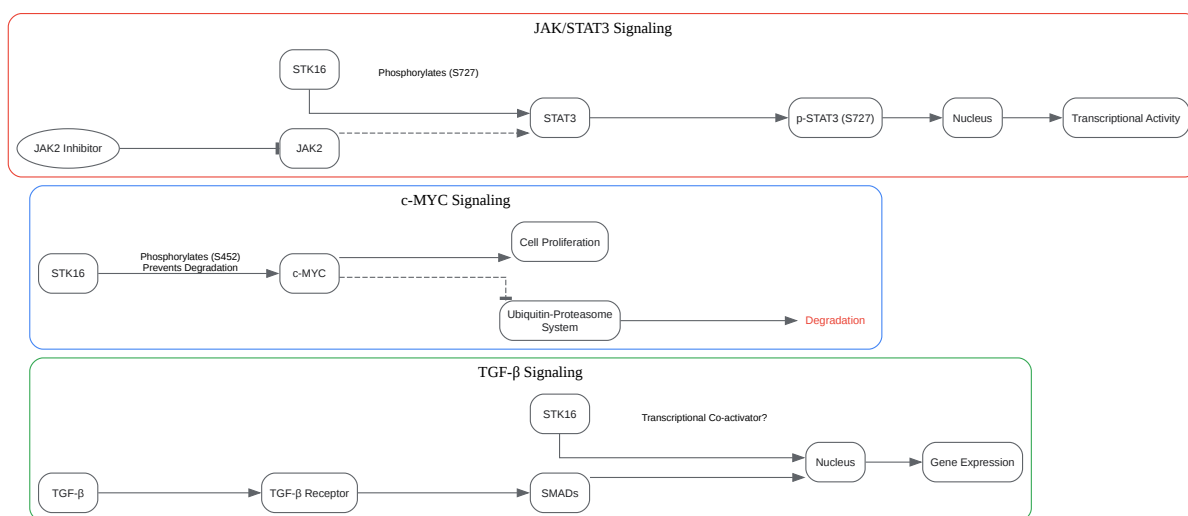 JAK/STAT3 Signaling
STK16
Phosphorylates (S727)
STAT3
p-STAT3 (S727)
Nucleus
Transcriptional Activity
JAK2 Inhibitor
JAK2
c-MYC Signaling
Cell Proliferation
STK16
Phosphorylates (S452)
Prevents Degradation
c-MYC
Ubiquitin-Proteasome
System
Degradation
TGF-β Signaling
STK16
Transcriptional Co-activator?
Nucleus
Gene Expression
TGF-β
TGF-β Receptor
SMADs